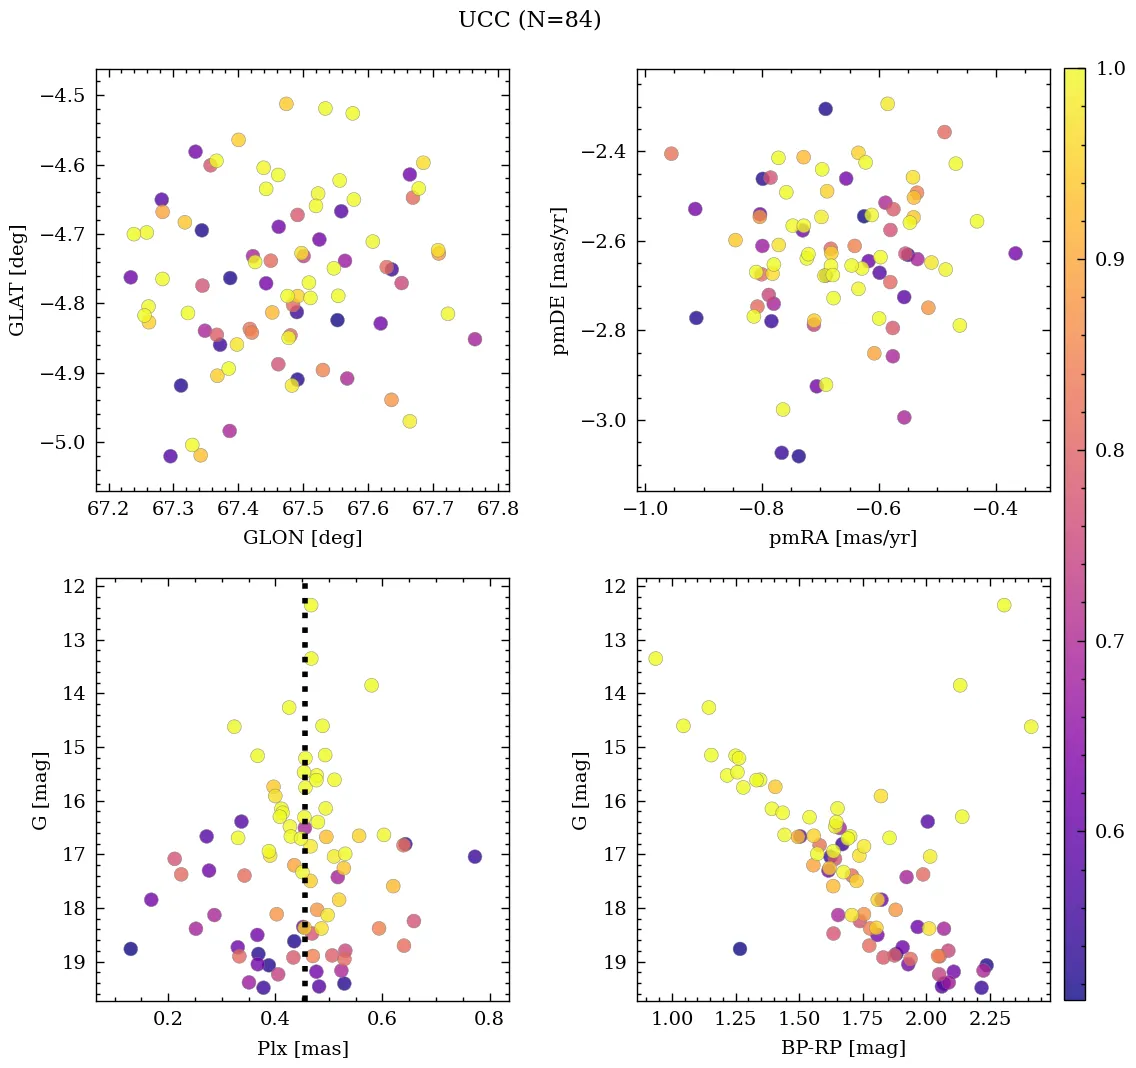 UCC (N=84)
−4.5
−4.6
−4.7
−4.8
−4.9
−5.0
GLAT [deg]
67.2 67.3 67.4 67.5 67.6 67.7 67.8
GLON [deg]
−2.4
−2.6
−2.8
−3.0
pmDE [mas/yr]
−1.0 −0.8 −0.6 −0.4
pmRA [mas/yr]
12
13
14
15
16
17
18
19
G [mag]
0.2 0.4 0.6 0.8
Plx [mas]
12
13
14
15
16
17
18
19
G [mag]
1.00 1.25 1.50 1.75 2.00 2.25
BP-RP [mag]
1.0
0.9
0.8
0.7
0.6